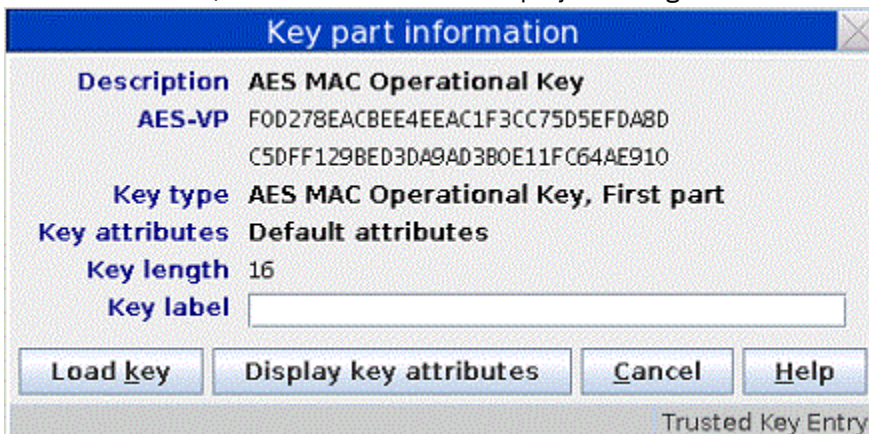 Key part information
Description AES MAC Operational Key
AES-VP F0D278EACBEE4EEAC1F3CC75D5EFDA8D
C5DFF129BED3DA9AD3B0E11FC64AE910
Key type AES MAC Operational Key, First part
Key attributes Default attributes
Key length 16
Key label
Load key Display key attributes Cancel Help
Trusted Key Entry